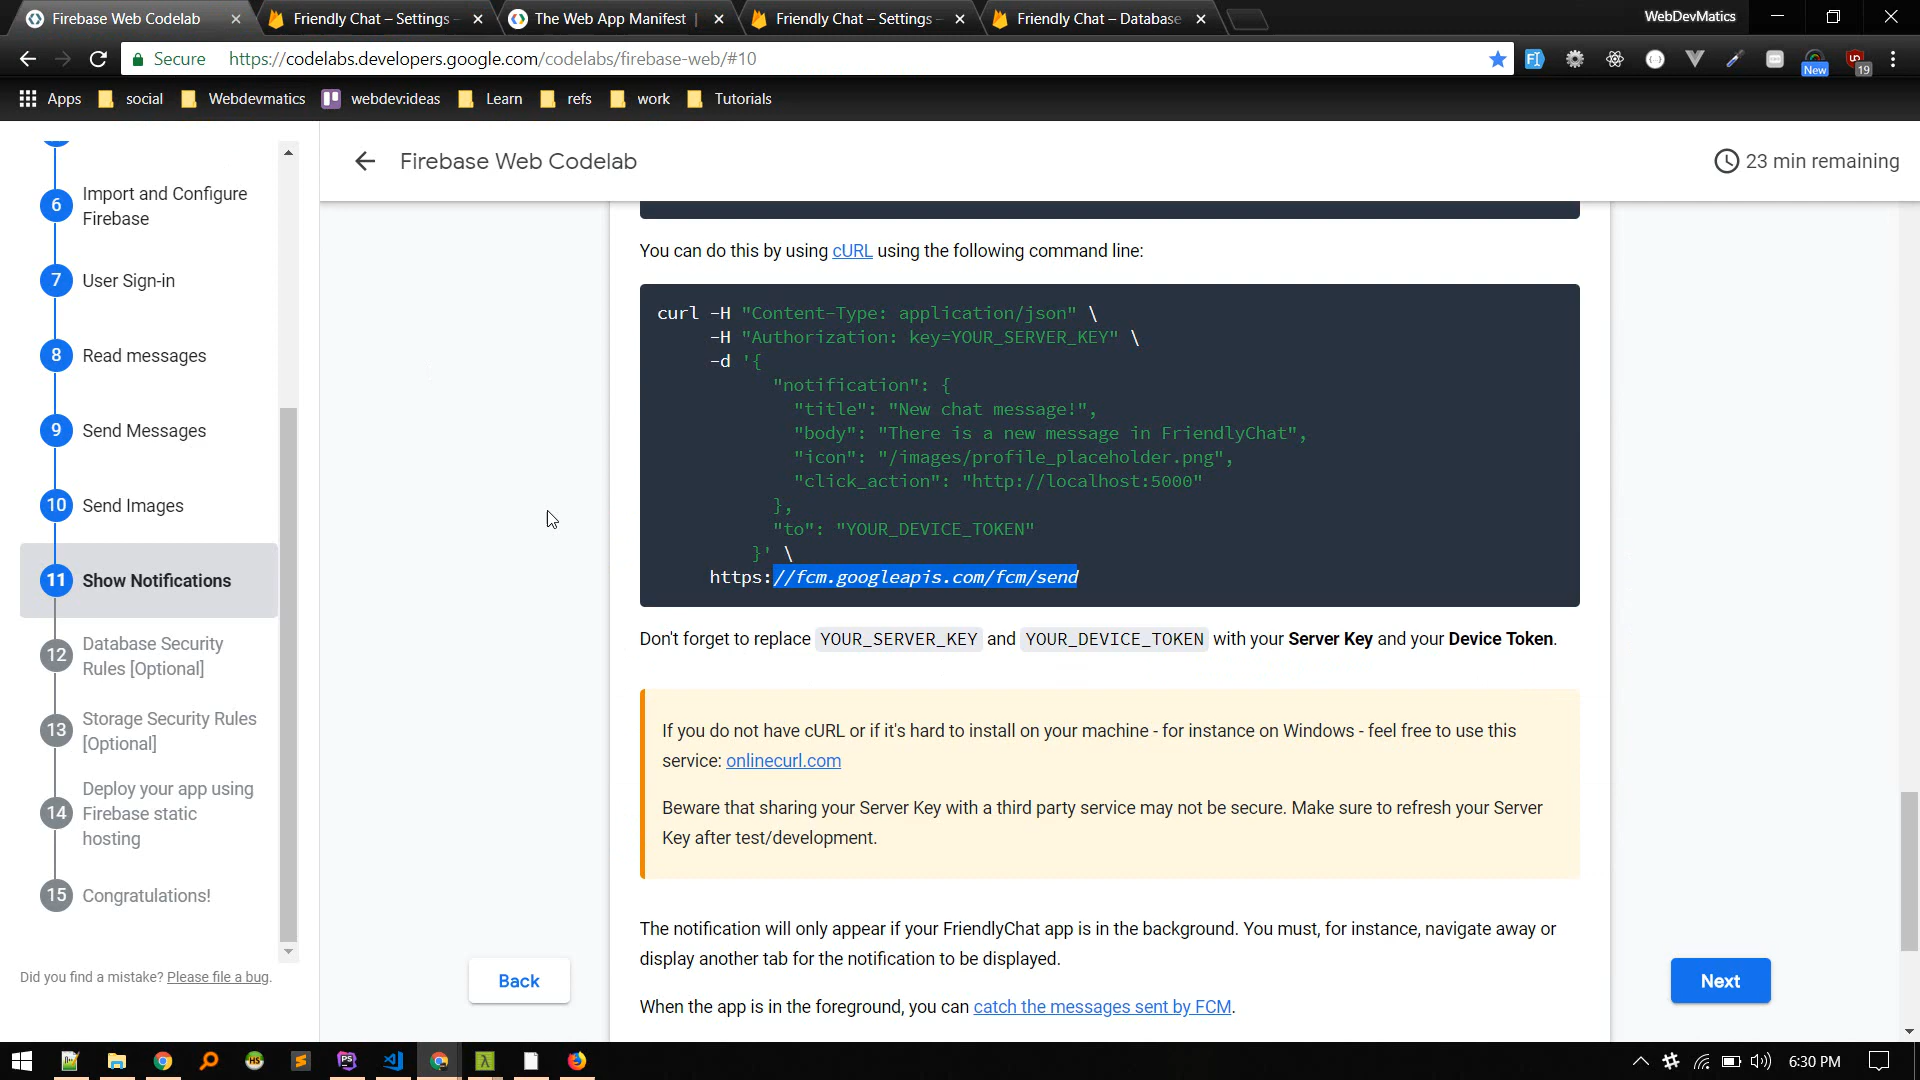 Firebase Web Codelab
Friendly Chat – Settings –
The Web App Manifest |
Friendly Chat – Settings –
Friendly Chat – Database
WebDevMatics
Secure
https://codelabs.developers.google.com/codelabs/firebase-web/#10
New
19
Apps
social
Webdevmatics
webdev:ideas
Learn
refs
work
Tutorials
Firebase Web Codelab
23 min remaining
6
Import and Configure
Firebase
7
User Sign-in
8
Read messages
9
Send Messages
10
Send Images
11
Show Notifications
12
Database Security
Rules [Optional]
13
Storage Security Rules
[Optional]
14
Deploy your app using
Firebase static
hosting
15
Congratulations!
Did you find a mistake? Please file a bug.
You can do this by using cURL using the following command line:
curl -H "Content-Type: application/json" \
-H "Authorization: key=YOUR_SERVER_KEY" \
-d '{
"notification": {
"title": "New chat message!",
"body": "There is a new message in FriendlyChat",
"icon": "/images/profile_placeholder.png",
"click_action": "http://localhost:5000"
},
"to": "YOUR_DEVICE_TOKEN"
}' \
https://fcm.googleapis.com/fcm/send
Don't forget to replace YOUR_SERVER_KEY and YOUR_DEVICE_TOKEN with your Server Key and your Device Token.
If you do not have cURL or if it's hard to install on your machine - for instance on Windows - feel free to use this
service: onlinecurl.com
Beware that sharing your Server Key with a third party service may not be secure. Make sure to refresh your Server
Key after test/development.
The notification will only appear if your FriendlyChat app is in the background. You must, for instance, navigate away or
display another tab for the notification to be displayed.
When the app is in the foreground, you can catch the messages sent by FCM.
Back
Next
6:30 PM